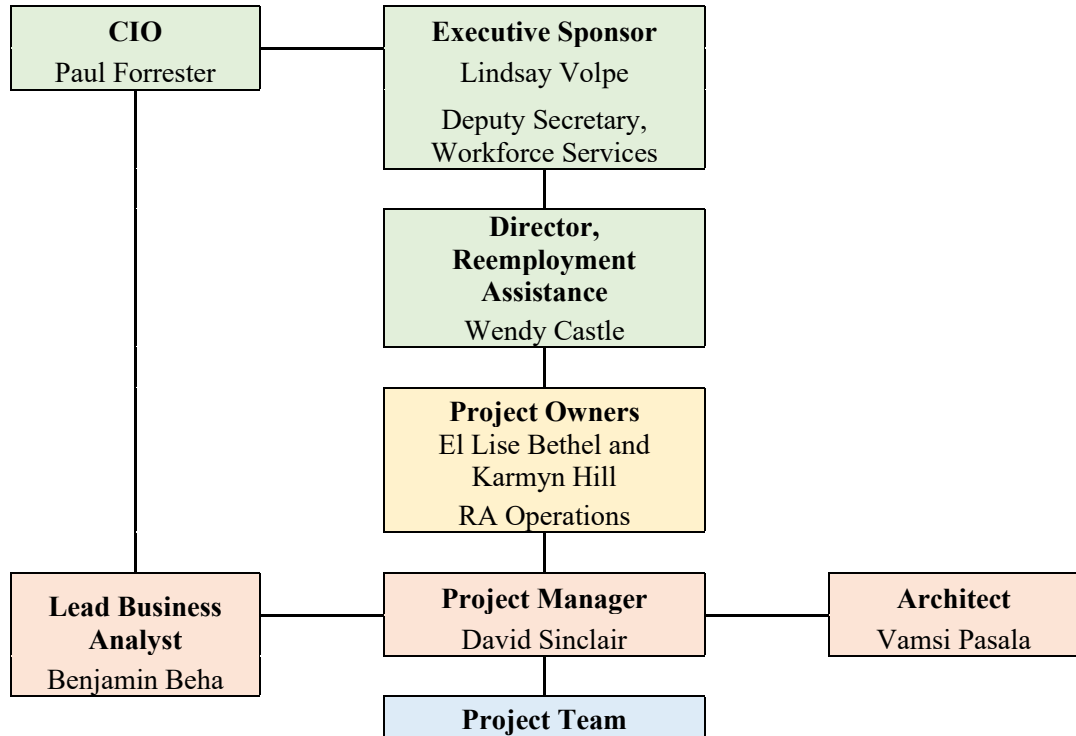 CIO
Paul Forrester
Executive Sponsor
Lindsay Volpe
Deputy Secretary,
Workforce Services
Director,
Reemployment
Assistance
Wendy Castle
Project Owners
El Lise Bethel and
Karmyn Hill
RA Operations
Lead Business
Analyst
Benjamin Beha
Project Manager
David Sinclair
Architect
Vamsi Pasala
Project Team